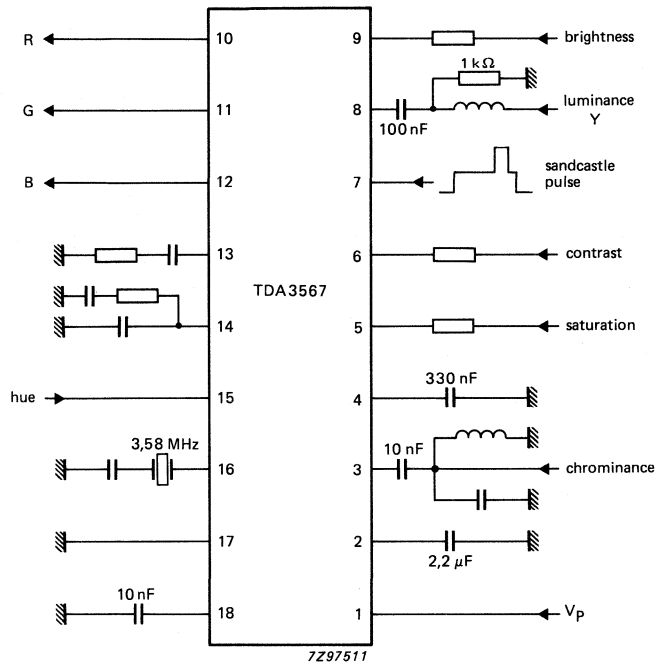 R 10 9 brightness
1 kΩ
G 11 8 luminance
100 nF Y
B 12 7 sandcastle
pulse
13 6 contrast
TDA3567
14 5 saturation
330 nF
hue 15 4
3,58 MHz 10 nF
16 3 chrominance
17 2
2,2 μF
10 nF
18 1 VP
7Z97511